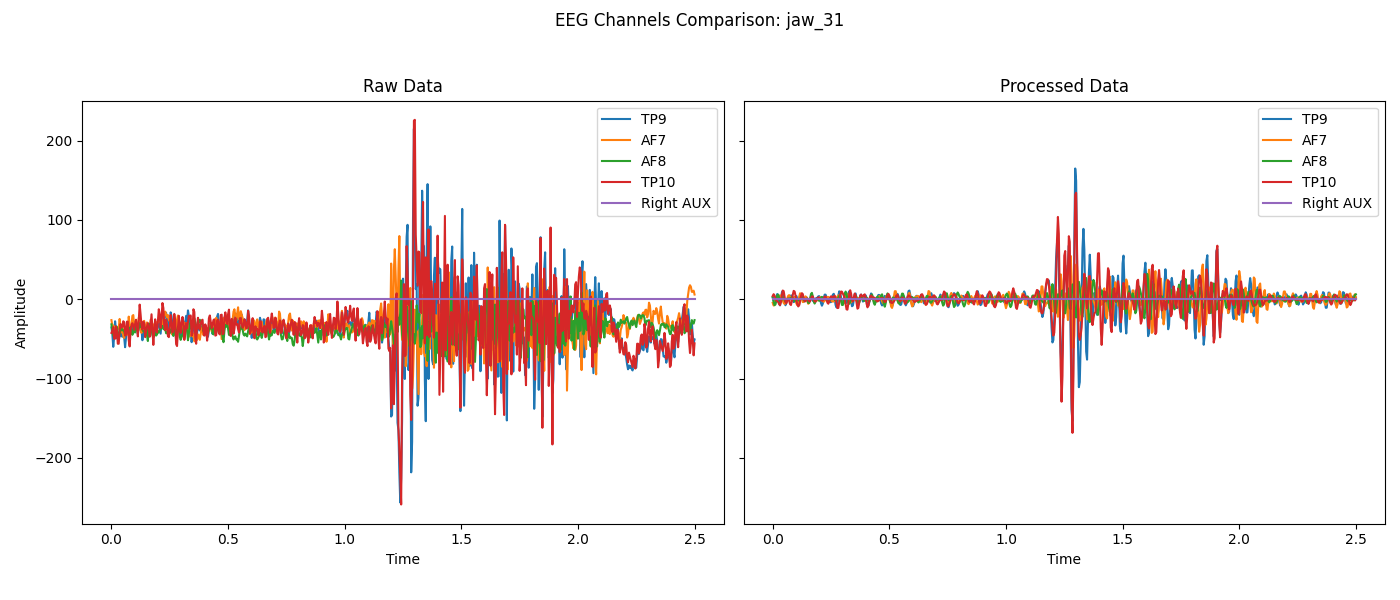 EEG Channels Comparison: jaw_31
Raw Data
Amplitude
200
100
0
−100
−200
TP9
AF7
AF8
TP10
Right AUX
0.0 0.5 1.0 1.5 2.0 2.5
Time
Processed Data
TP9
AF7
AF8
TP10
Right AUX
0.0 0.5 1.0 1.5 2.0 2.5
Time